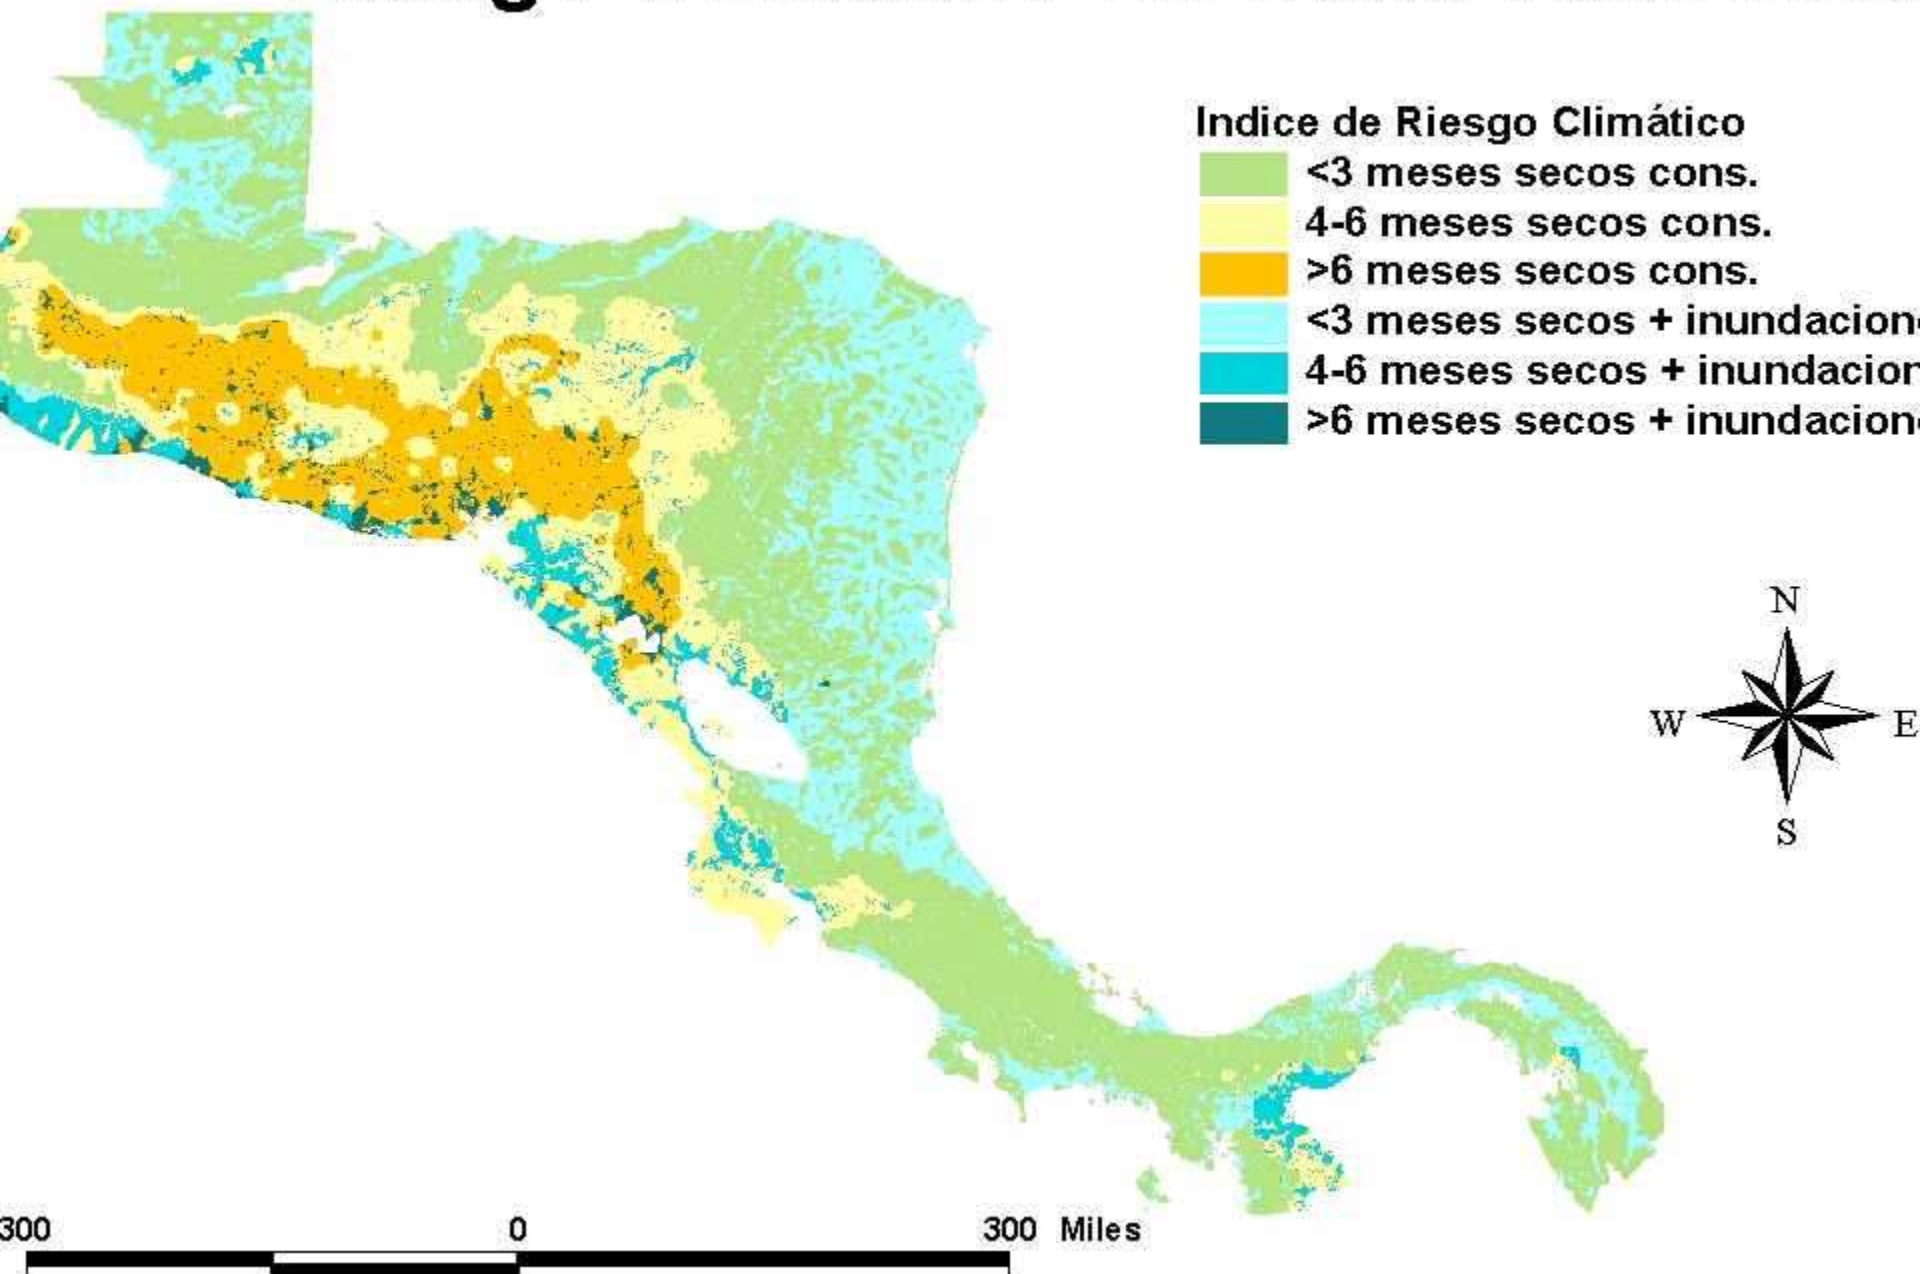 Indice de Riesgo Climático
<3 meses secos cons.
4-6 meses secos cons.
>6 meses secos cons.
<3 meses secos + inundacion
4-6 meses secos + inundacion
>6 meses secos + inundacion
N
W
E
S
300 0 300 Miles